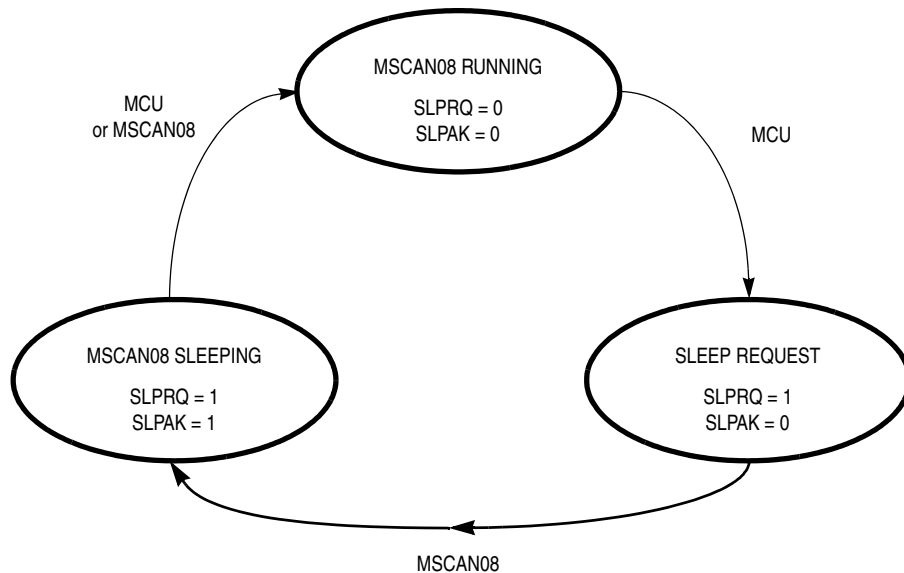 MSCAN08 RUNNING
SLPRQ = 0
SLPAK = 0
MCU
or MSCAN08
MCU
MSCAN08 SLEEPING
SLPRQ = 1
SLPAK = 1
SLEEP REQUEST
SLPRQ = 1
SLPAK = 0
MSCAN08